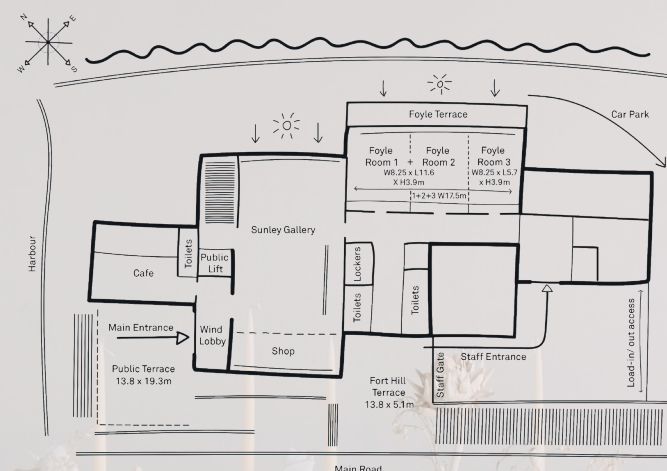 N
E
W
S
Car Park
Foyle Terrace
Foyle
Room 1
+
Foyle
Room 2
W8.25 x L11.6
X H3.9m
Foyle
Room 3
W8.25 x L5.7
x H3.9m
1+2+3 W17.5m
Sunley Gallery
Harbour
Toilets
Public
Lift
Cafe
Lockers
Toilets
Toilets
Main Entrance
Wind
Lobby
Shop
Public Terrace
13.8 x 19.3m
Fort Hill
Terrace
13.8 x 5.1m
Staff Gate
Staff Entrance
Load-in/ out access
Main Road